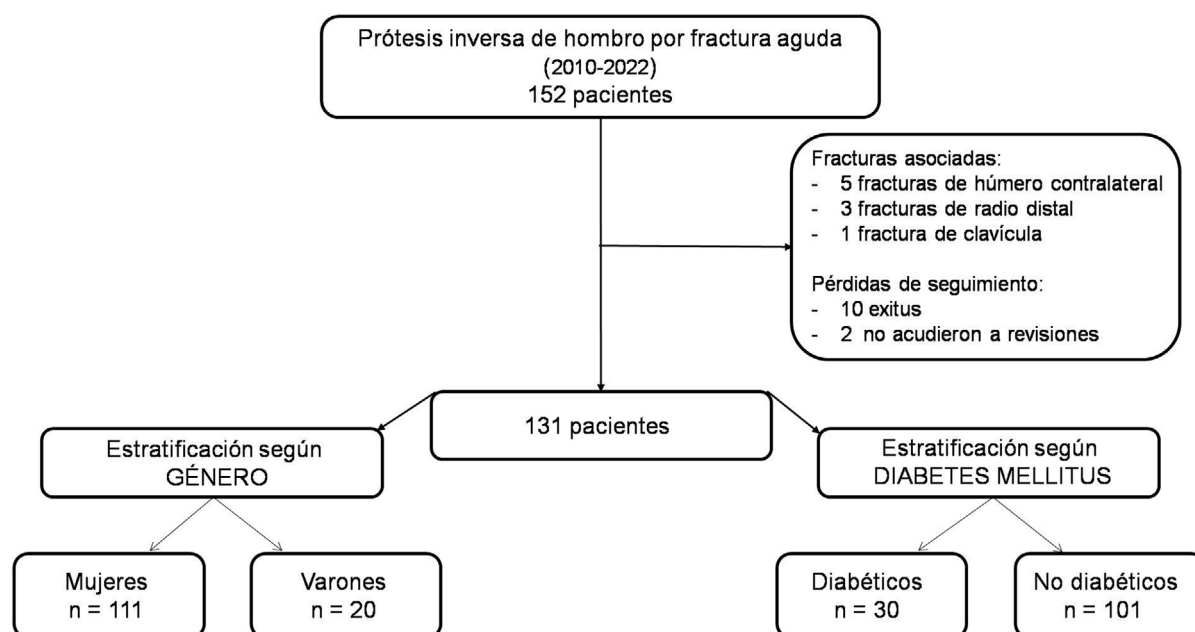 Prótesis inversa de hombro por fractura aguda
(2010-2022)
152 pacientes
Fracturas asociadas:
- 5 fracturas de húmero contralateral
- 3 fracturas de radio distal
- 1 fractura de clavícula
Pérdidas de seguimiento:
- 10 exitus
- 2 no acudieron a revisiones
131 pacientes
Estratificación según
GÉNERO
Estratificación según
DIABETES MELLITUS
Mujeres
n = 111
Varones
n = 20
Diabéticos
n = 30
No diabéticos
n = 101